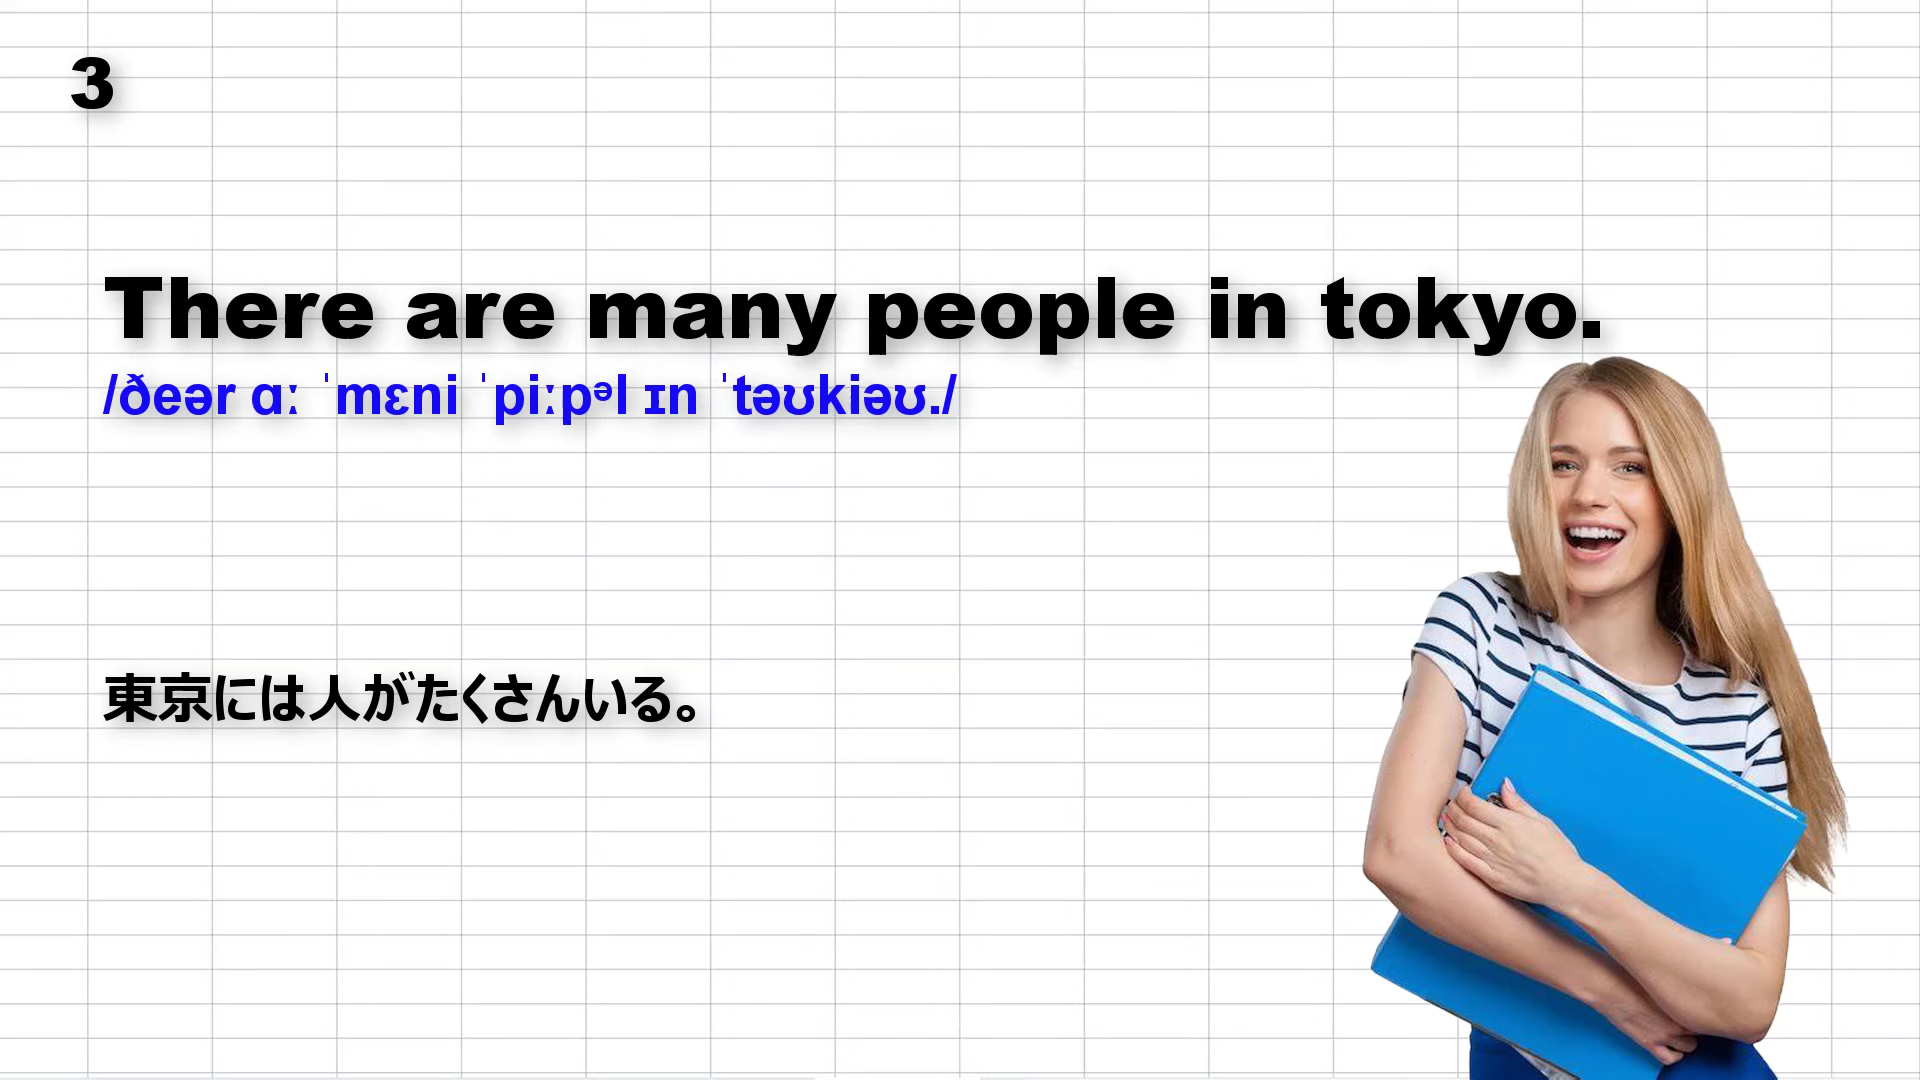 3
There are many people in tokyo.
/ðeər ɑː ˈmɛni ˈpiːpᵊl ɪn ˈtəʊkiəʊ./
東京には人がたくさんいる。